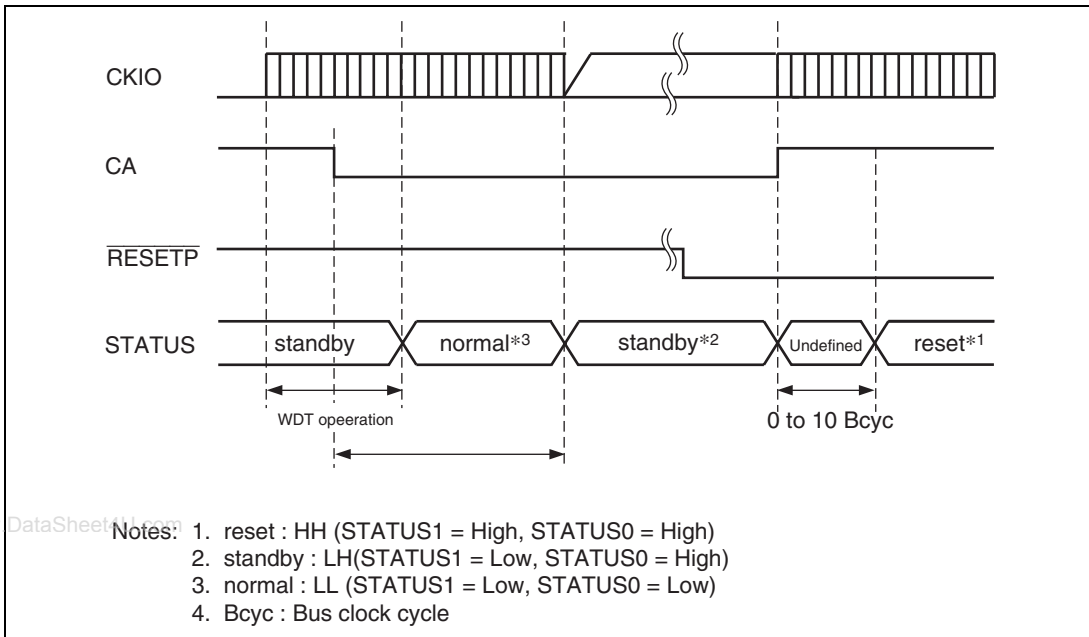 CKIO
CA
RESETP
STATUS
standby
normal*3
standby*2
Undefined
reset*1
WDT opeeration
0 to 10 Bcyc
DataSheet4U.com
Notes: 1. reset : HH (STATUS1 = High, STATUS0 = High)
2. standby : LH(STATUS1 = Low, STATUS0 = High)
3. normal : LL (STATUS1 = Low, STATUS0 = Low)
4. Bcyc : Bus clock cycle